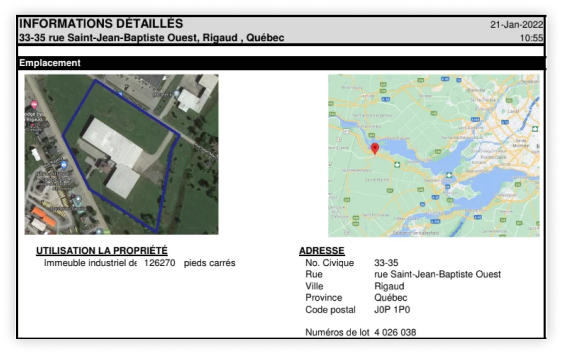 INFORMATIONS DÉTAILLÉS
21-Jan-2022
33-35 rue Saint-Jean-Baptiste Ouest, Rigaud , Québec
10:55
Emplacement
UTILISATION LA PROPRIÉTÉ
Immeuble industriel de 126270 pieds carrés
ADRESSE
No. Civique 33-35
Rue rue Saint-Jean-Baptiste Ouest
Ville Rigaud
Province Québec
Code postal J0P 1P0
Numéros de lot 4 026 038